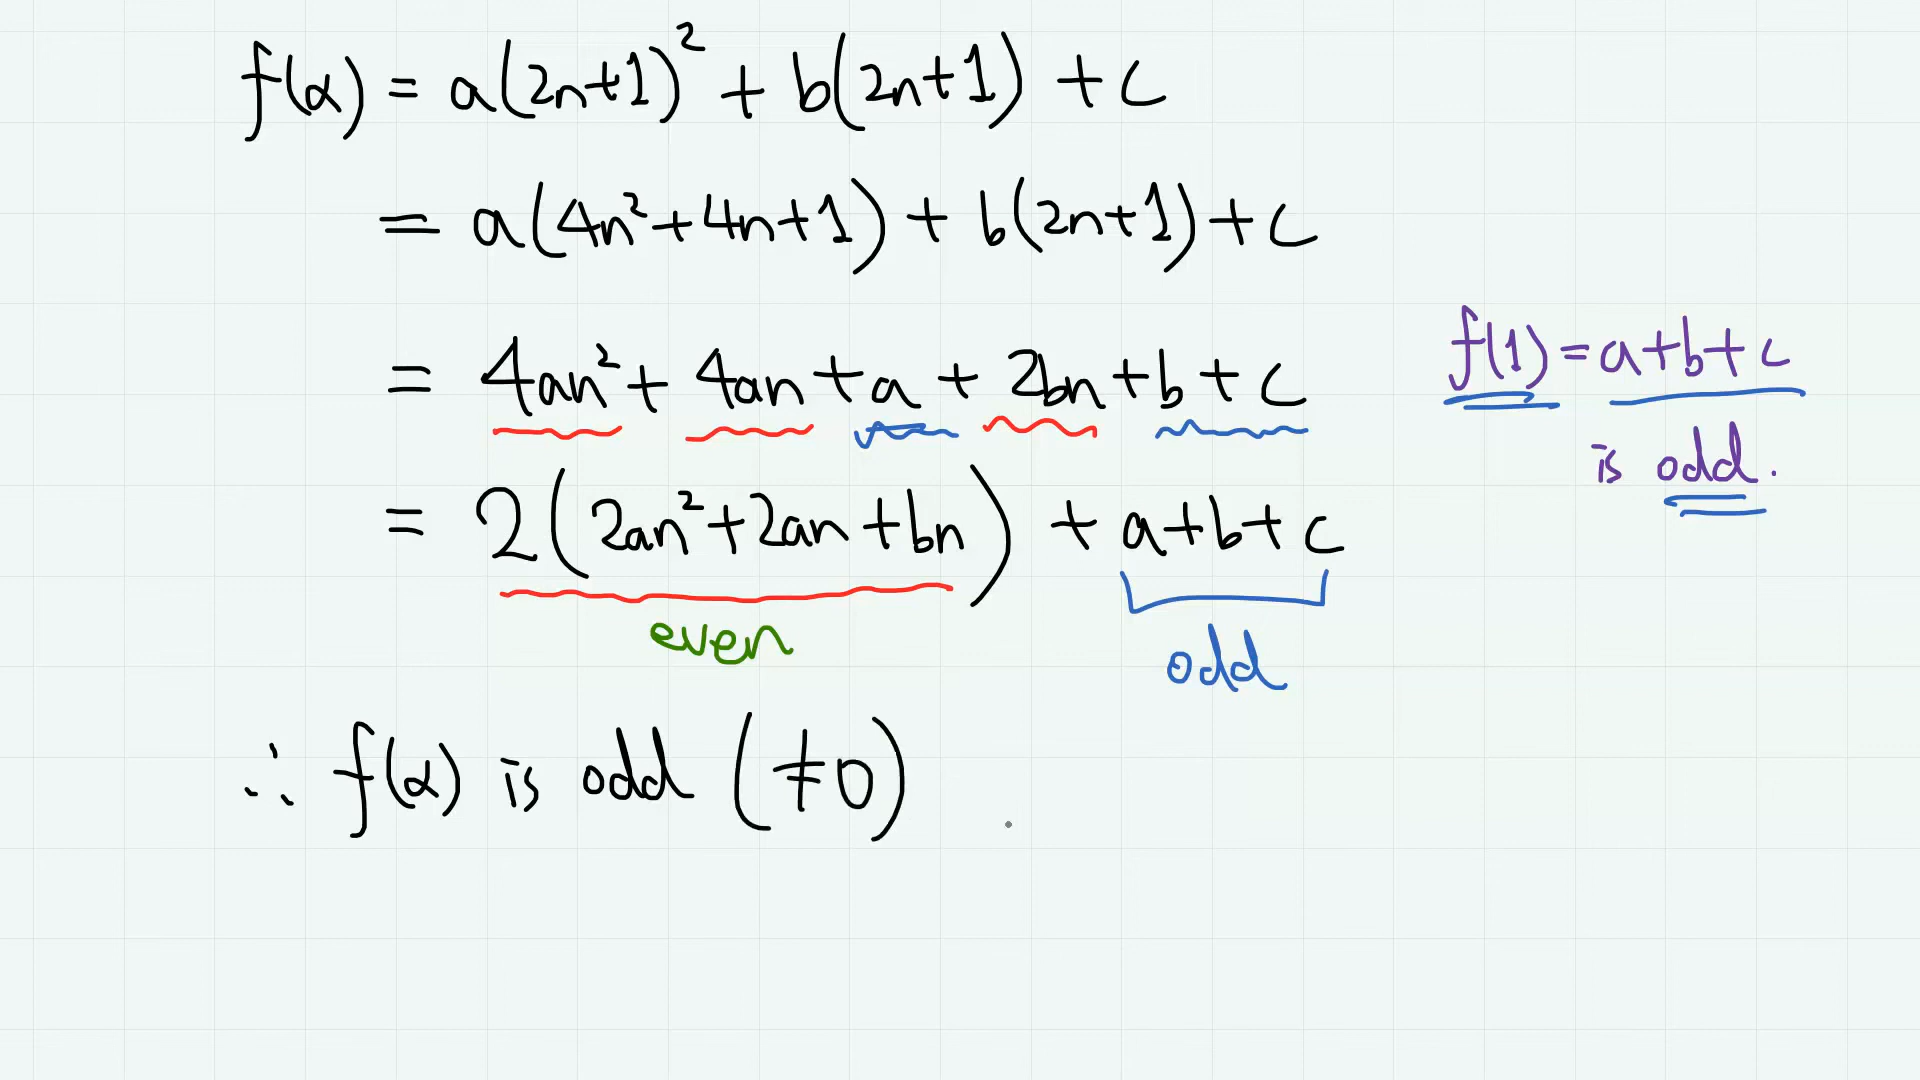 f(α) = a(2n+1)² + b(2n+1) + c
= a(4n²+4n+1) + b(2n+1) + c
= 4an² + 4an + a + 2bn + b + c
f(1) = a+b+c
is odd.
= 2(2an²+2an+bn) + a+b+c
even
odd
∴ f(α) is odd (≠0)